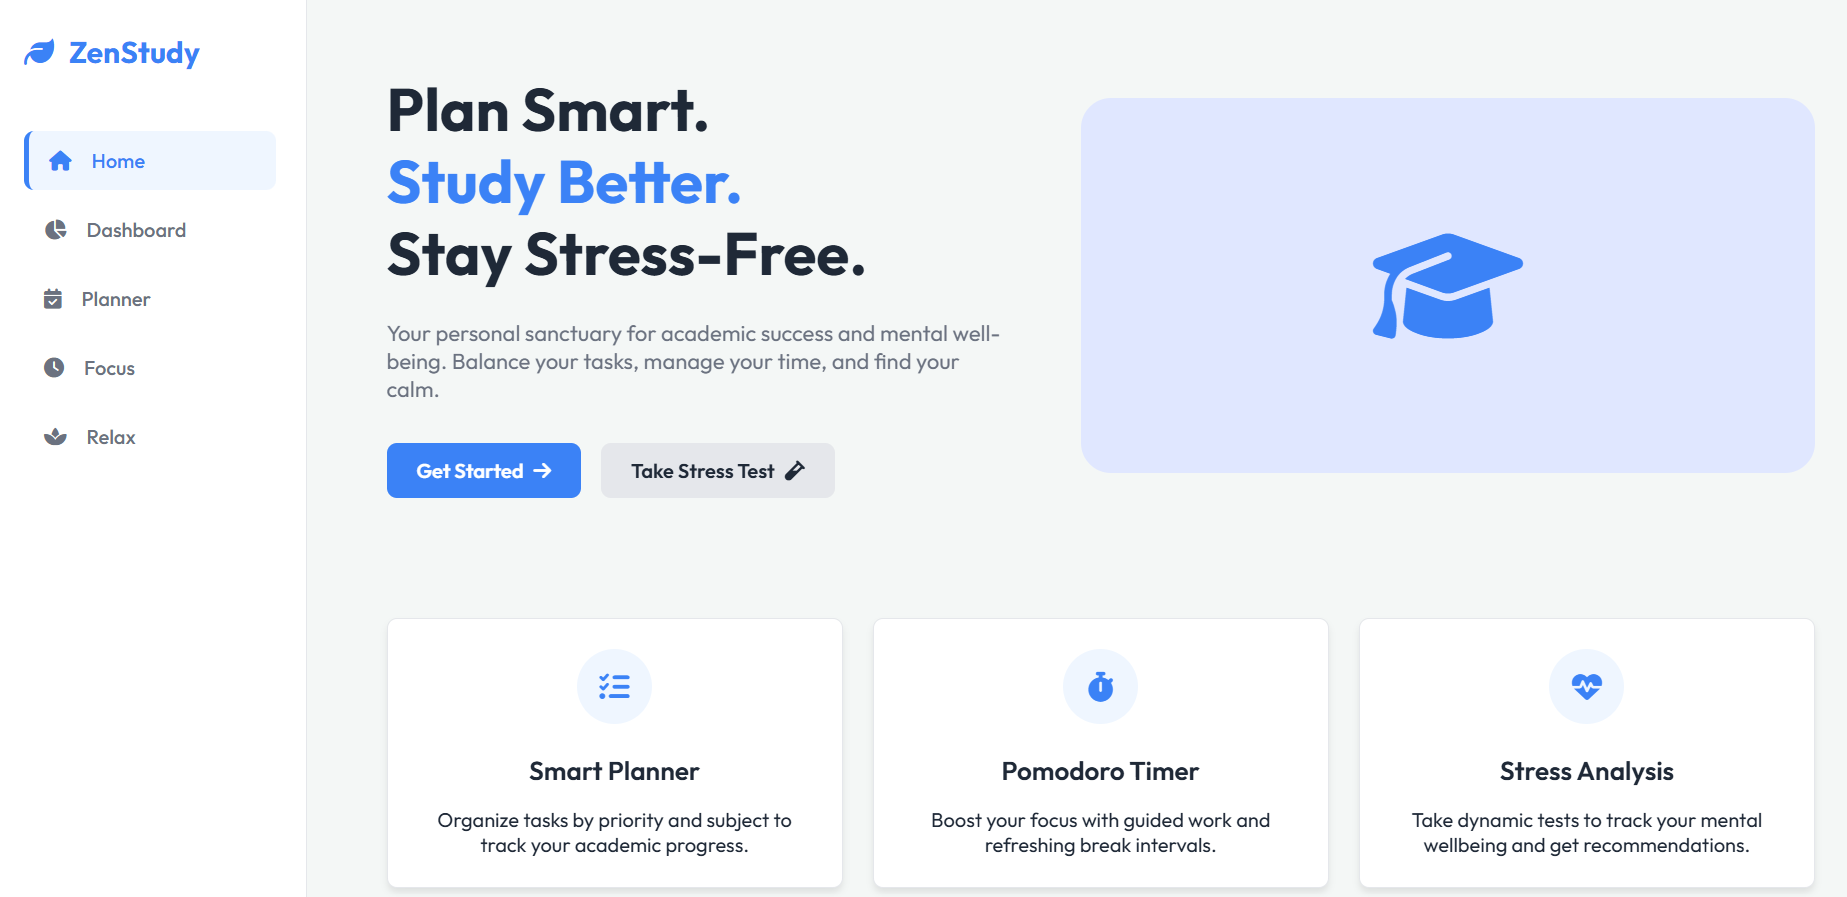 ZenStudy
Home
Dashboard
Planner
Focus
Relax
Plan Smart.
Study Better.
Stay Stress-Free.
Your personal sanctuary for academic success and mental well-
being. Balance your tasks, manage your time, and find your
calm.
Get Started
Take Stress Test
Smart Planner
Organize tasks by priority and subject to
track your academic progress.
Pomodoro Timer
Boost your focus with guided work and
refreshing break intervals.
Stress Analysis
Take dynamic tests to track your mental
wellbeing and get recommendations.